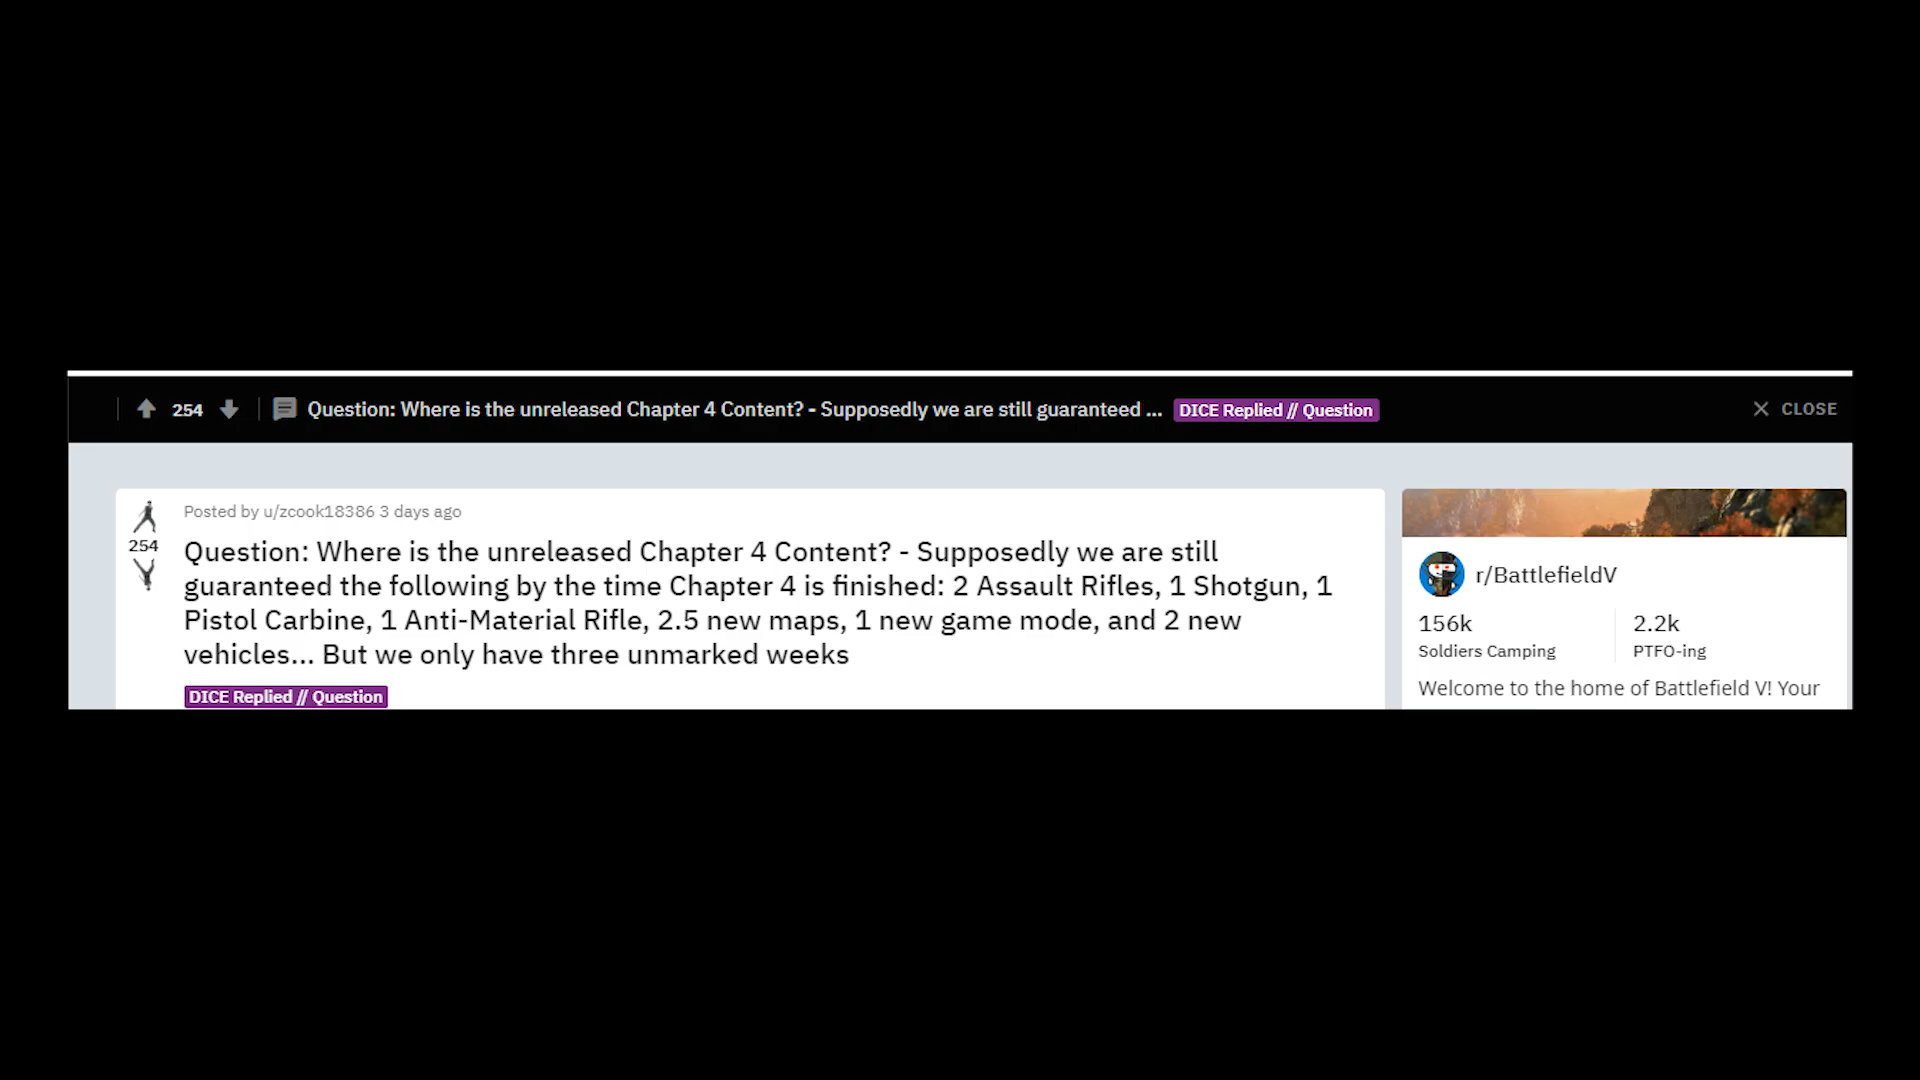 254 Question: Where is the unreleased Chapter 4 Content? - Supposedly we are still guaranteed ... DICE Replied // Question CLOSE
Posted by u/zcook18386 3 days ago
254
Question: Where is the unreleased Chapter 4 Content? - Supposedly we are still
guaranteed the following by the time Chapter 4 is finished: 2 Assault Rifles, 1 Shotgun, 1
Pistol Carbine, 1 Anti-Material Rifle, 2.5 new maps, 1 new game mode, and 2 new
vehicles... But we only have three unmarked weeks
DICE Replied // Question
r/BattlefieldV
156k 2.2k
Soldiers Camping PTFO-ing
Welcome to the home of Battlefield V! Your